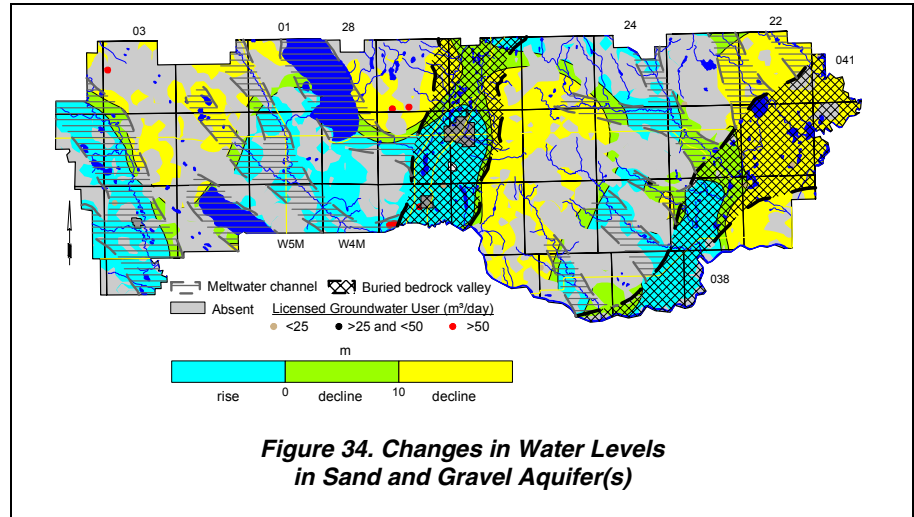 03 01 28 24 22
041
W5M W4M
038
Meltwater channel Buried bedrock valley
Absent Licensed Groundwater User (m³/day)
<25 >25 and <50 >50
m
rise 0 decline 10 decline
Figure 34. Changes in Water Levels
in Sand and Gravel Aquifer(s)